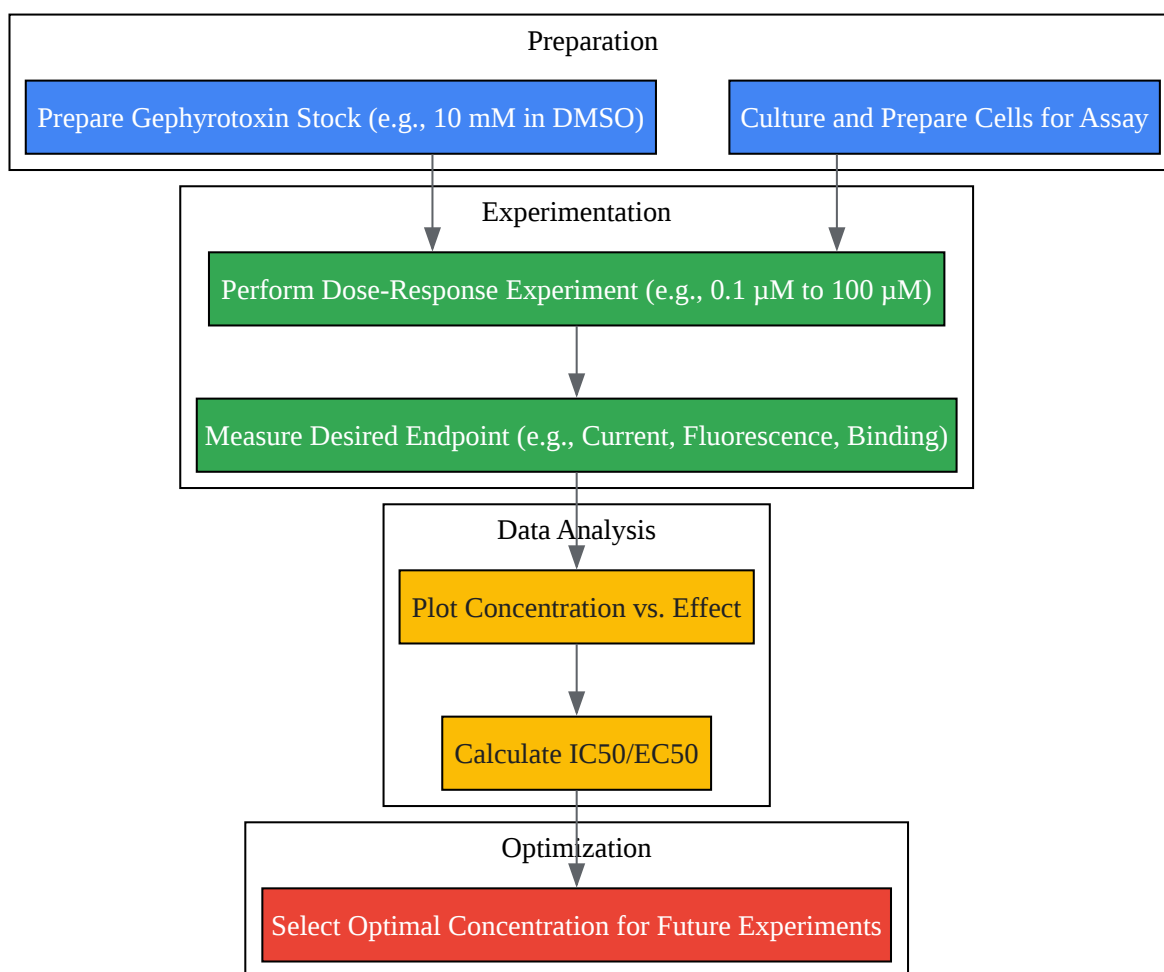 Preparation
Prepare Gephyrotoxin Stock (e.g., 10 mM in DMSO)
Culture and Prepare Cells for Assay
Experimentation
Perform Dose-Response Experiment (e.g., 0.1 µM to 100 µM)
Measure Desired Endpoint (e.g., Current, Fluorescence, Binding)
Data Analysis
Plot Concentration vs. Effect
Calculate IC50/EC50
Optimization
Select Optimal Concentration for Future Experiments